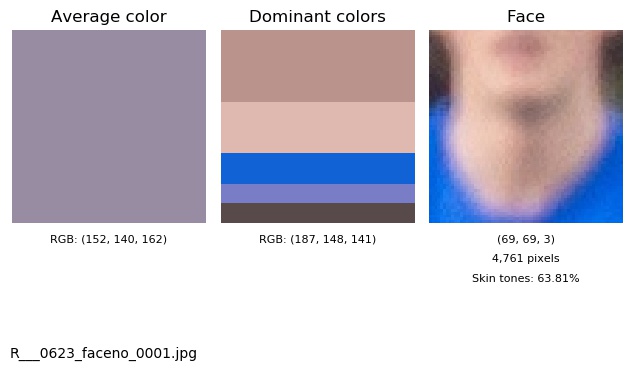 Average color
Dominant colors
Face
RGB: (152, 140, 162)
RGB: (187, 148, 141)
(69, 69, 3)
4,761 pixels
Skin tones: 63.81%
R___0623_faceno_0001.jpg